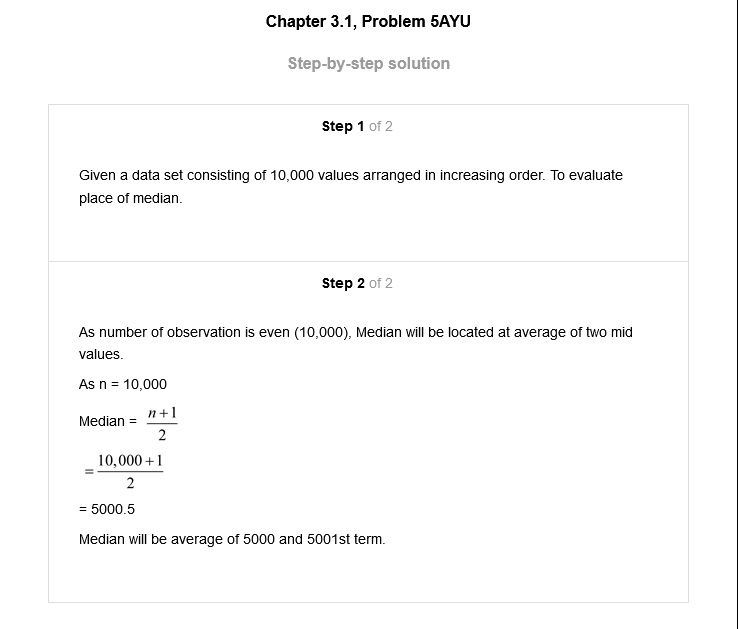 Chapter 3.1, Problem 5AYU
Step-by-step solution
Step 1 of 2
Given a data set consisting of 10,000 values arranged in increasing order. To evaluate
place of median.
Step 2 of 2
As number of observation is even (10,000), Median will be located at average of two mid
values.
As n = 10,000
Median = n+1
2
= 10,000+1
2
= 5000.5
Median will be average of 5000 and 5001st term.